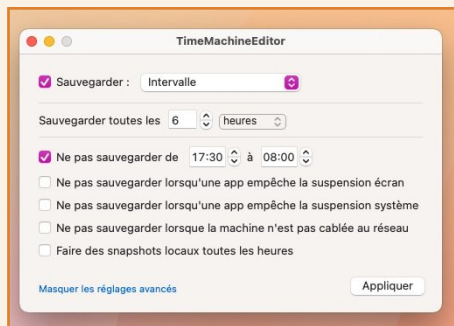 TimeMachineEditor
Sauvegarder : Intervalle
Sauvegarder toutes les 6 heures
Ne pas sauvegarder de 17:30 à 08:00
Ne pas sauvegarder lorsqu'une app empêche la suspension écran
Ne pas sauvegarder lorsqu'une app empêche la suspension système
Ne pas sauvegarder lorsque la machine n'est pas cablée au réseau
Faire des snapshots locaux toutes les heures
Masquer les réglages avancés Appliquer